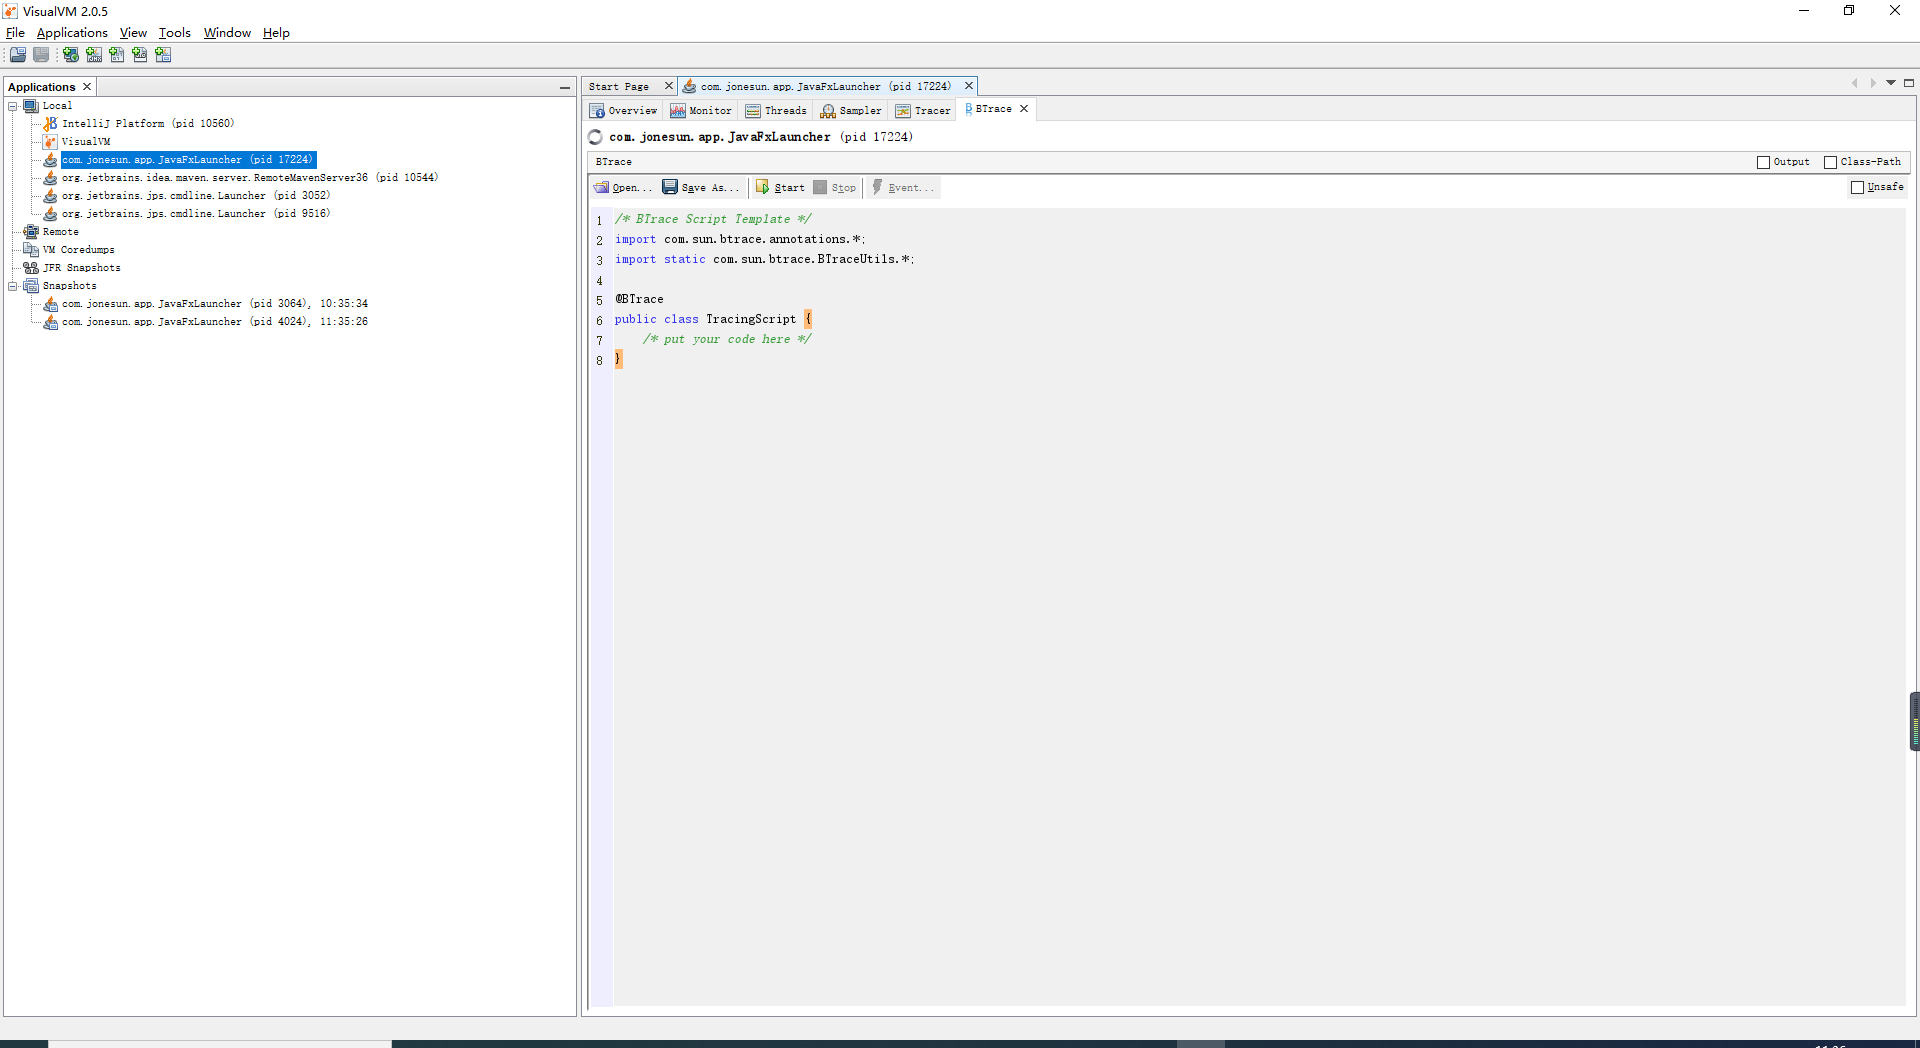 VisualVM 2.0.5
File Applications View Tools Window Help
Applications
Local
IntelliJ Platform (pid 10560)
VisualVM
com.jonesun.app.JavaFxLauncher (pid 17224)
org.jetbrains.idea.maven.server.RemoteMavenServer36 (pid 10544)
org.jetbrains.jps.cmdline.Launcher (pid 3052)
org.jetbrains.jps.cmdline.Launcher (pid 9516)
Remote
VM Coredumps
JFR Snapshots
Snapshots
com.jonesun.app.JavaFxLauncher (pid 3064), 10:35:34
com.jonesun.app.JavaFxLauncher (pid 4024), 11:35:26
Start Page com.jonesun.app.JavaFxLauncher (pid 17224)
Overview Monitor Threads Sampler Tracer BTrace
com.jonesun.app.JavaFxLauncher (pid 17224)
BTrace Output Class-Path
Open... Save As... Start Stop Event... Unsafe
1 /* BTrace Script Template */
2 import com.sun.btrace.annotations.*;
3 import static com.sun.btrace.BTraceUtils.*;
4
5 @BTrace
6 public class TracingScript {
7 /* put your code here */
8 }